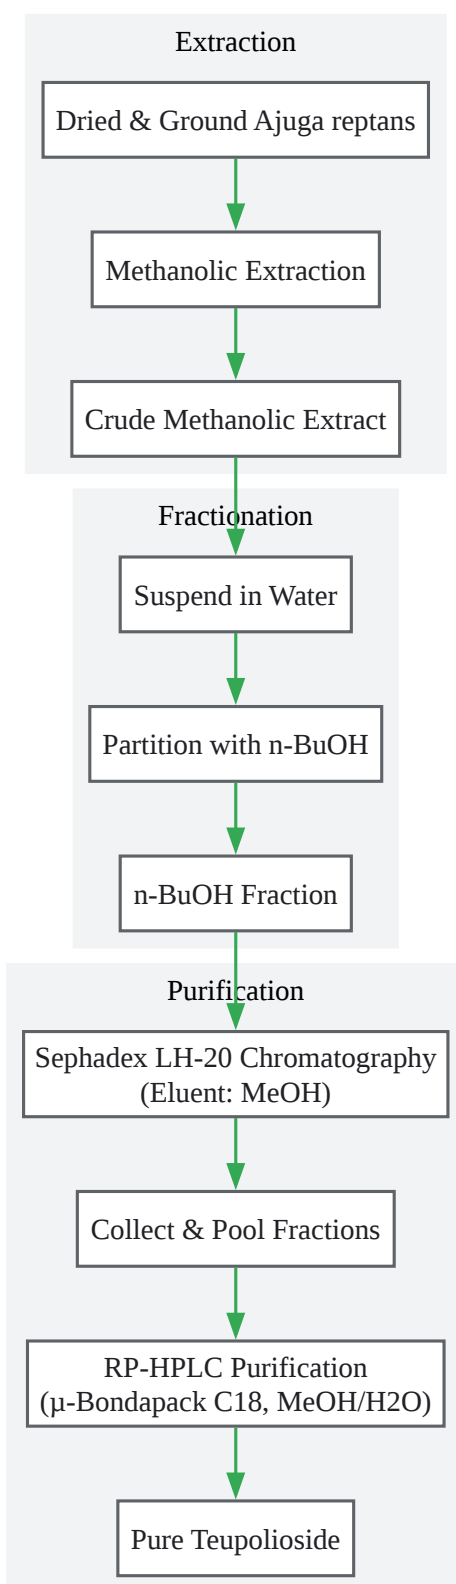 Extraction
Dried & Ground Ajuga reptans
Methanolic Extraction
Crude Methanolic Extract
Fractionation
Suspend in Water
Partition with n-BuOH
n-BuOH Fraction
Purification
Sephadex LH-20 Chromatography
(Eluent: MeOH)
Collect & Pool Fractions
RP-HPLC Purification
(μ-Bondapack C18, MeOH/H2O)
Pure Teupolioside